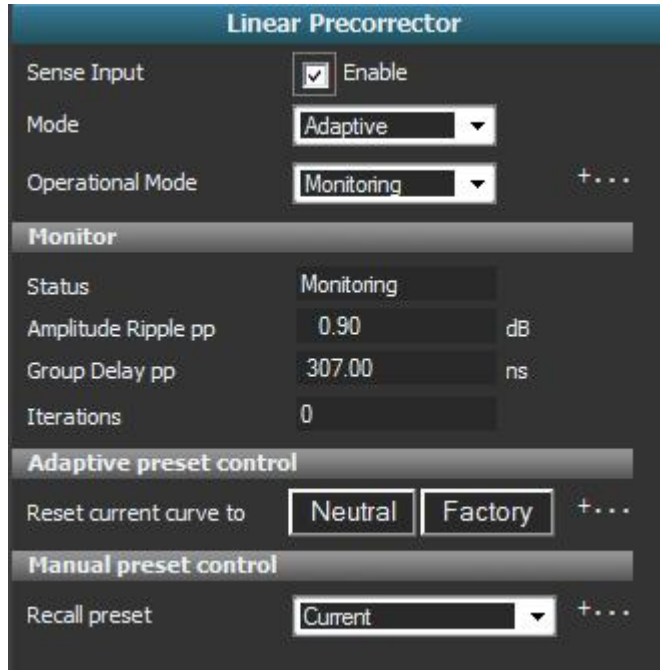 Linear Precorrector
Sense Input Enable
Mode Adaptive
Operational Mode Monitoring +...
Monitor
Status Monitoring
Amplitude Ripple pp 0.90 dB
Group Delay pp 307.00 ns
Iterations 0
Adaptive preset control
Reset current curve to Neutral Factory +...
Manual preset control
Recall preset Current +...